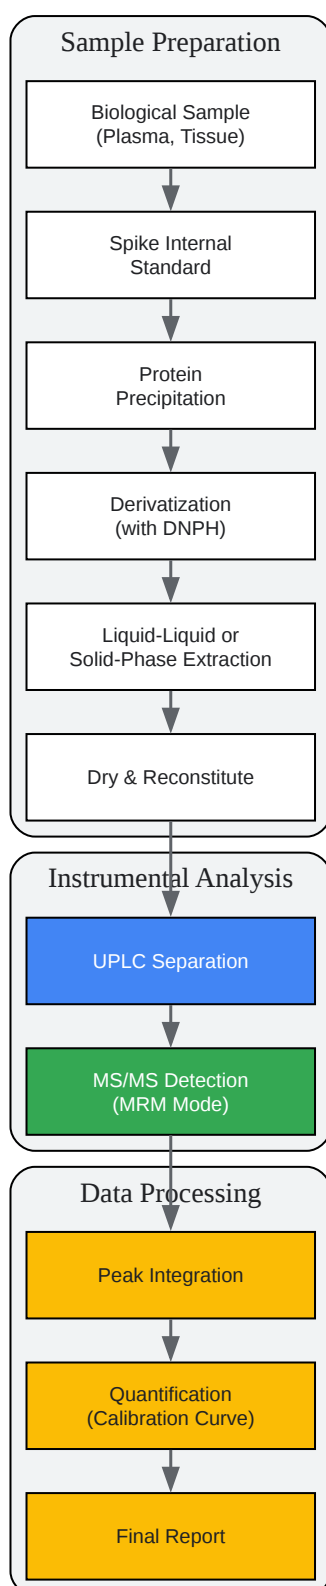 Sample Preparation
Biological Sample
(Plasma, Tissue)
Spike Internal
Standard
Protein
Precipitation
Derivatization
(with DNPH)
Liquid-Liquid or
Solid-Phase Extraction
Dry & Reconstitute
Instrumental Analysis
UPLC Separation
MS/MS Detection
(MRM Mode)
Data Processing
Peak Integration
Quantification
(Calibration Curve)
Final Report